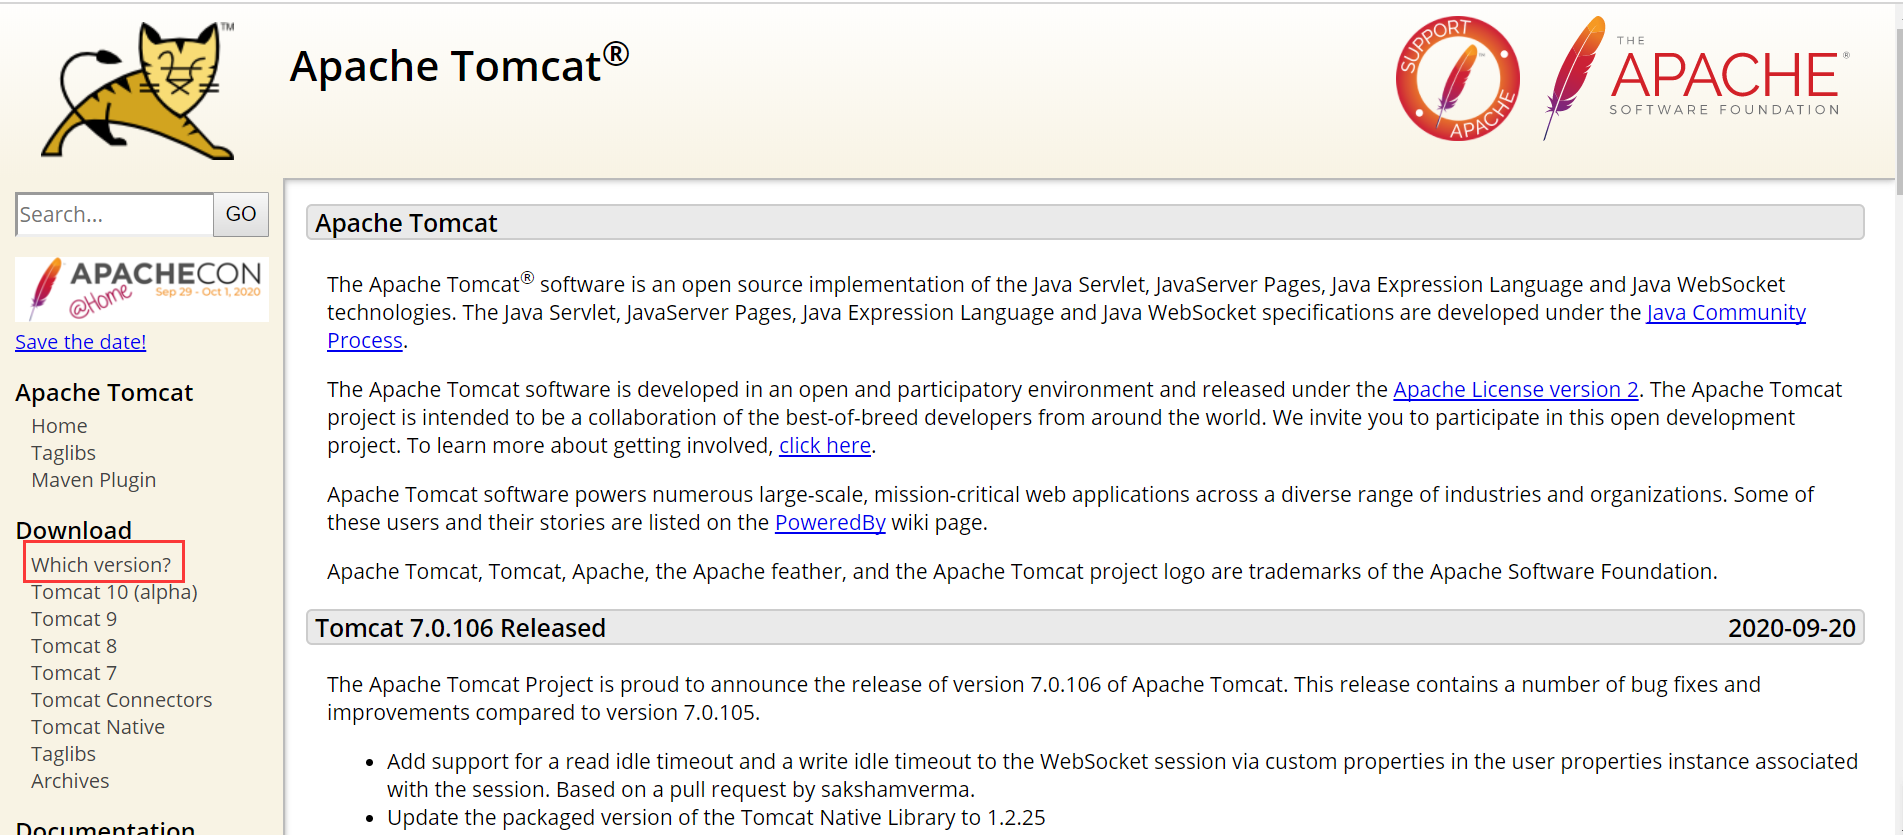 TM
Apache Tomcat®
SUPPORT APACHE
THE
APACHE®
SOFTWARE FOUNDATION
Search...
GO
APACHECON
@Home
Sep 29 - Oct 1, 2020
Save the date!
Apache Tomcat
Home
Taglibs
Maven Plugin
Download
Which version?
Tomcat 10 (alpha)
Tomcat 9
Tomcat 8
Tomcat 7
Tomcat Connectors
Tomcat Native
Taglibs
Archives
Documentation
Apache Tomcat
The Apache Tomcat® software is an open source implementation of the Java Servlet, JavaServer Pages, Java Expression Language and Java WebSocket
technologies. The Java Servlet, JavaServer Pages, Java Expression Language and Java WebSocket specifications are developed under the Java Community
Process.
The Apache Tomcat software is developed in an open and participatory environment and released under the Apache License version 2. The Apache Tomcat
project is intended to be a collaboration of the best-of-breed developers from around the world. We invite you to participate in this open development
project. To learn more about getting involved, click here.
Apache Tomcat software powers numerous large-scale, mission-critical web applications across a diverse range of industries and organizations. Some of
these users and their stories are listed on the PoweredBy wiki page.
Apache Tomcat, Tomcat, Apache, the Apache feather, and the Apache Tomcat project logo are trademarks of the Apache Software Foundation.
Tomcat 7.0.106 Released 2020-09-20
The Apache Tomcat Project is proud to announce the release of version 7.0.106 of Apache Tomcat. This release contains a number of bug fixes and
improvements compared to version 7.0.105.
• Add support for a read idle timeout and a write idle timeout to the WebSocket session via custom properties in the user properties instance associated
with the session. Based on a pull request by sakshamverma.
• Update the packaged version of the Tomcat Native Library to 1.2.25